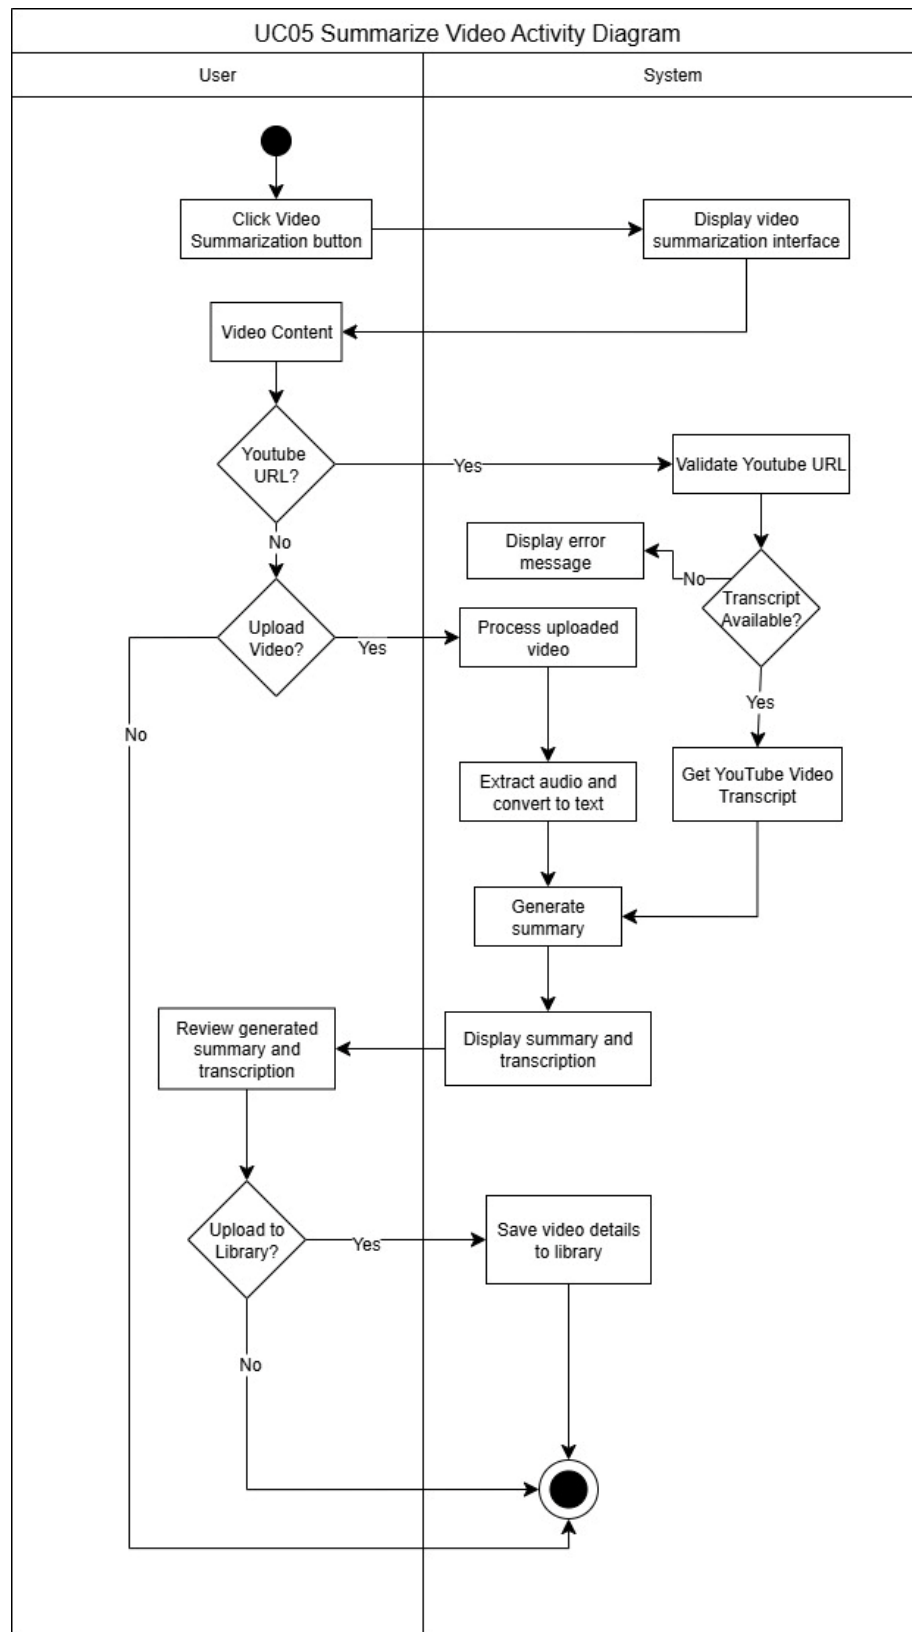 UC05 Summarize Video Activity Diagram
User
System
Click Video
Summarization button
Display video
summarization interface
Video Content
Youtube
URL?
Yes
Validate Youtube URL
No
Display error
message
No
Transcript
Available?
Upload
Video?
Yes
Process uploaded
video
No
Yes
Extract audio and
convert to text
Get YouTube Video
Transcript
Generate
summary
Review generated
summary and
transcription
Display summary and
transcription
Upload to
Library?
Yes
Save video details
to library
No